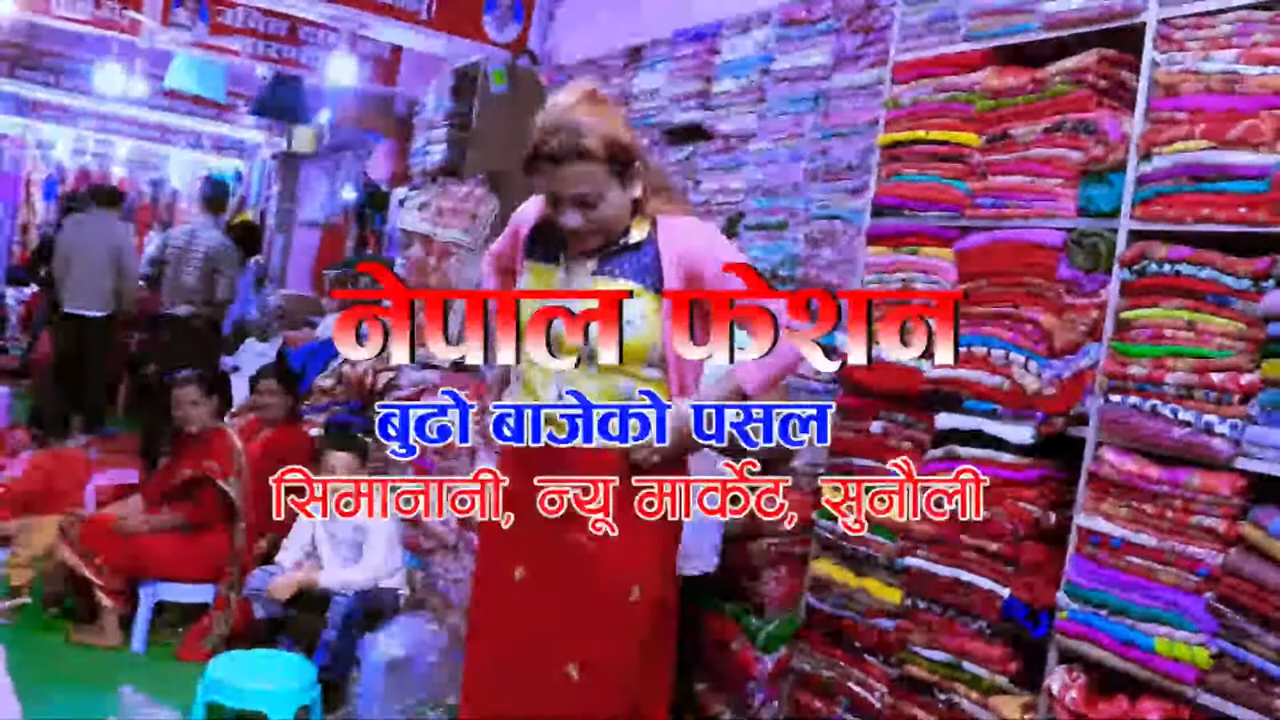 नेपाल फेशन
बुढो बाजेको पसल
सिमानानी, न्यू मार्केट, सुनौली